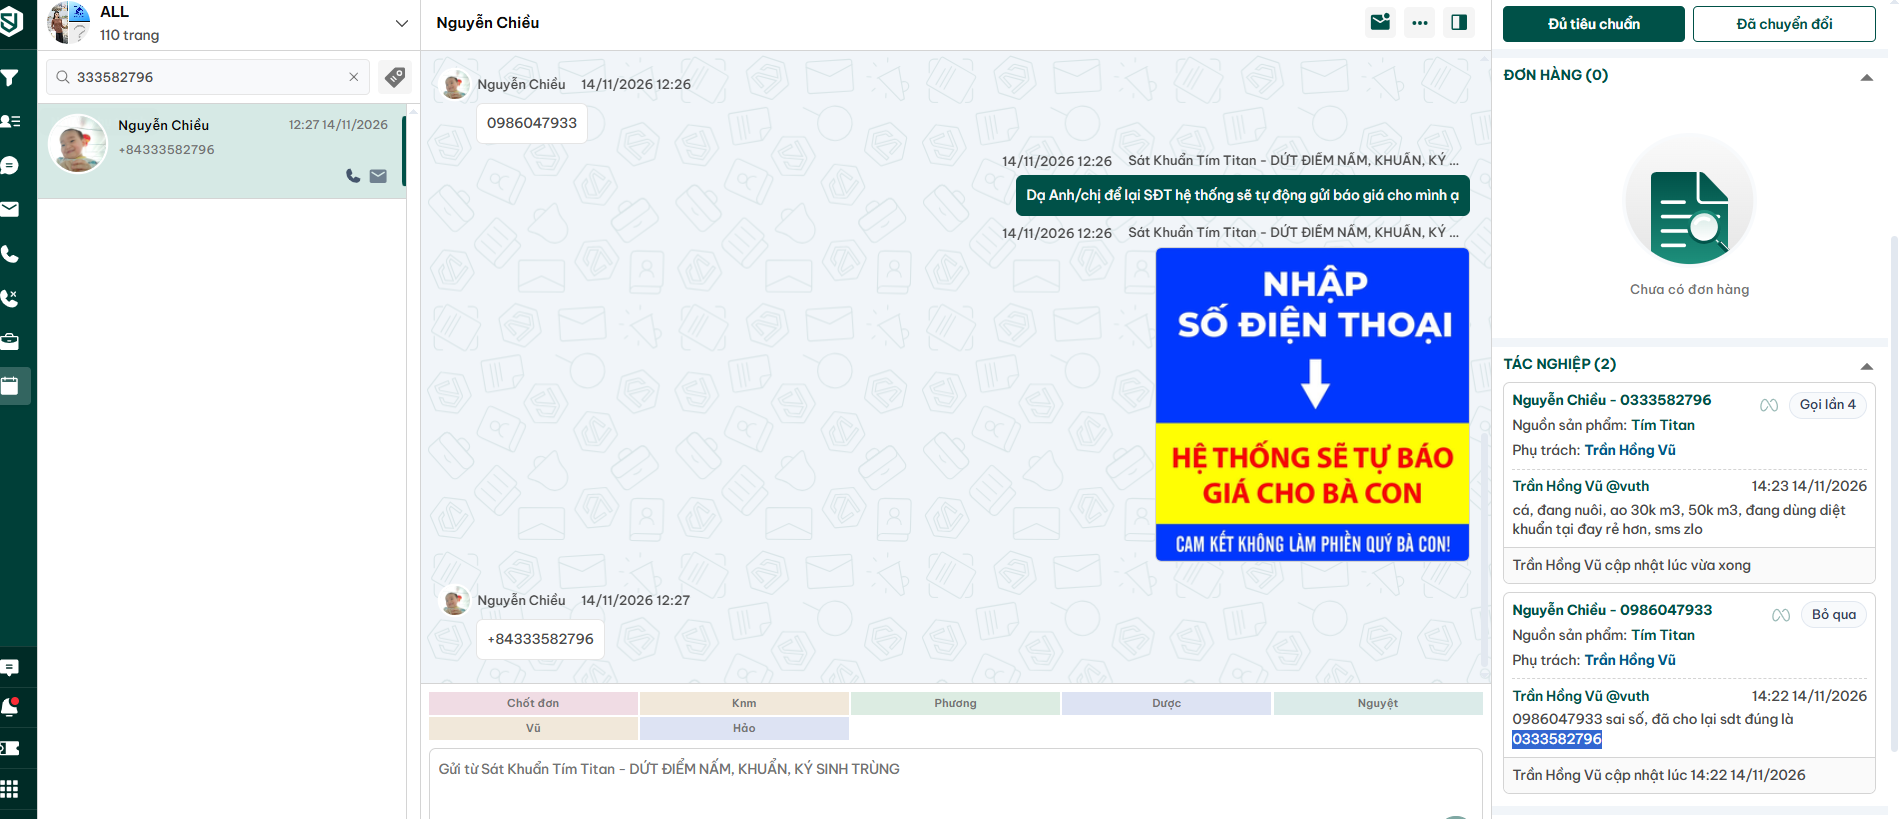 ALL
110 trang
333582796
Nguyễn Chiều
12:27 14/11/2026
+84333582796
Nguyễn Chiều
Nguyễn Chiều 14/11/2026 12:26
0986047933
14/11/2026 12:26 Sát Khuẩn Tím Titan - DỨT ĐIỂM NẤM, KHUẨN, KÝ ...
Dạ Anh/chị để lại SĐT hệ thống sẽ tự động gửi báo giá cho mình ạ
14/11/2026 12:26 Sát Khuẩn Tím Titan - DỨT ĐIỂM NẤM, KHUẨN, KÝ ...
NHẬP
SỐ ĐIỆN THOẠI
HỆ THỐNG SẼ TỰ BÁO
GIÁ CHO BÀ CON
CAM KẾT KHÔNG LÀM PHIỀN QUÝ BÀ CON!
Nguyễn Chiều 14/11/2026 12:27
+84333582796
Chốt đơn
Knm
Phương
Dược
Nguyệt
Vũ
Hảo
Gửi từ Sát Khuẩn Tím Titan - DỨT ĐIỂM NẤM, KHUẨN, KÝ SINH TRÙNG
Đủ tiêu chuẩn
Đã chuyển đổi
ĐƠN HÀNG (0)
Chưa có đơn hàng
TÁC NGHIỆP (2)
Nguyễn Chiều - 0333582796
Gọi lần 4
Nguồn sản phẩm: Tím Titan
Phụ trách: Trần Hồng Vũ
Trần Hồng Vũ @vuth 14:23 14/11/2026
cá, đang nuôi, ao 30k m3, 50k m3, đang dùng diệt
khuẩn tại đay rẻ hơn, sms zlo
Trần Hồng Vũ cập nhật lúc vừa xong
Nguyễn Chiều - 0986047933
Bỏ qua
Nguồn sản phẩm: Tím Titan
Phụ trách: Trần Hồng Vũ
Trần Hồng Vũ @vuth 14:22 14/11/2026
0986047933 sai số, đã cho lại sdt đúng là
0333582796
Trần Hồng Vũ cập nhật lúc 14:22 14/11/2026